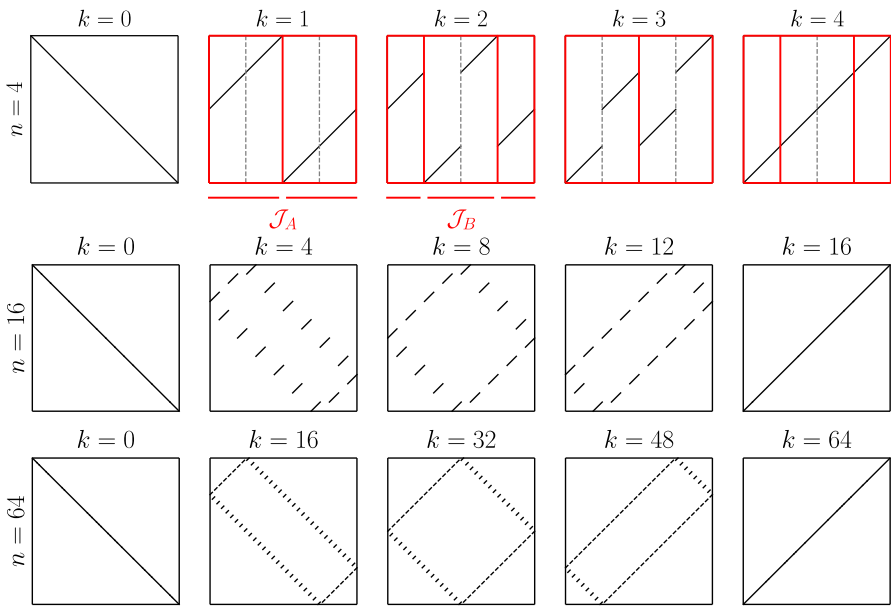 k = 0
k = 1
k = 2
k = 3
k = 4
n = 4
𝒥_A
𝒥_B
k = 0
k = 4
k = 8
k = 12
k = 16
n = 16
k = 0
k = 16
k = 32
k = 48
k = 64
n = 64